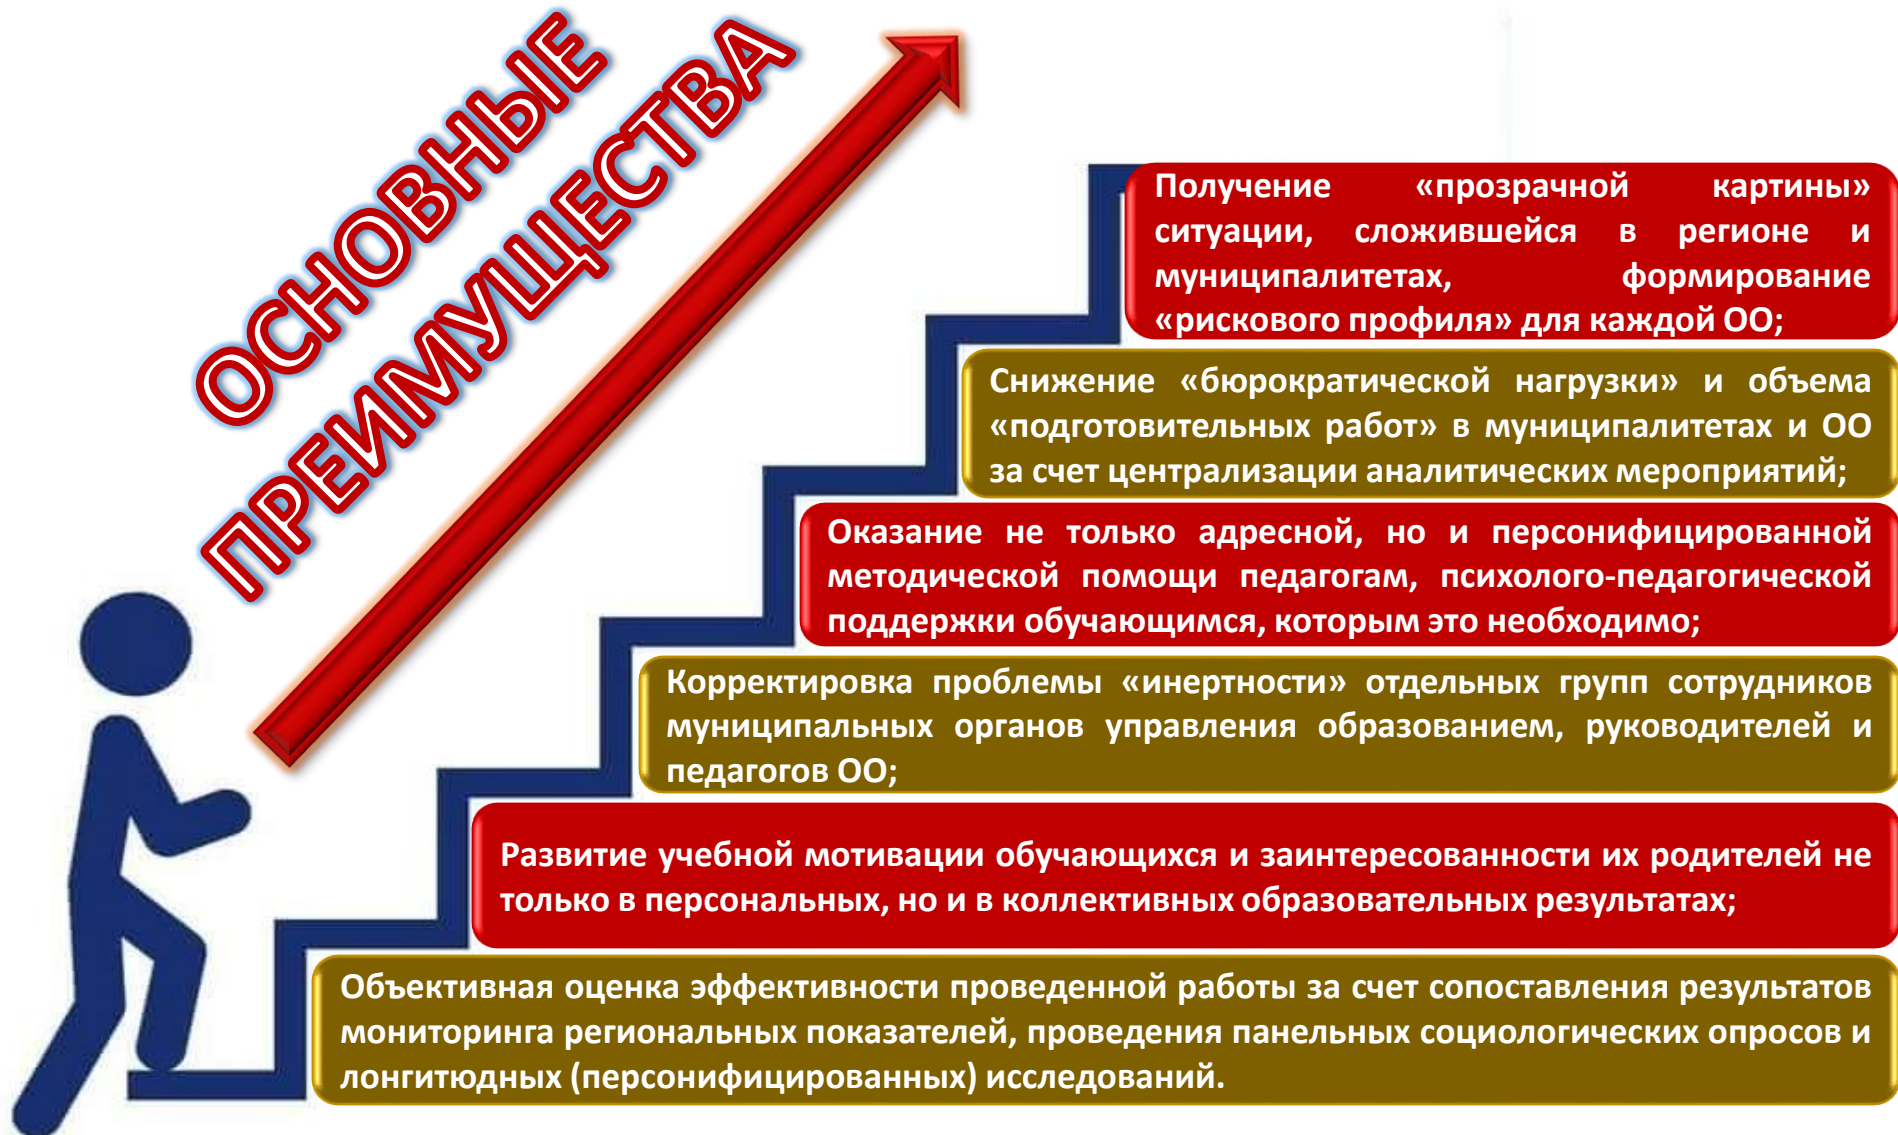 ОСНОВНЫЕ
ПРЕИМУЩЕСТВА
Получение «прозрачной картины»
ситуации, сложившейся в регионе и
муниципалитетах, формирование
«рискового профиля» для каждой ОО;
Снижение «бюрократической нагрузки» и объема
«подготовительных работ» в муниципалитетах и ОО
за счет централизации аналитических мероприятий;
Оказание не только адресной, но и персонифицированной
методической помощи педагогам, психолого-педагогической
поддержки обучающимся, которым это необходимо;
Корректировка проблемы «инертности» отдельных групп сотрудников
муниципальных органов управления образованием, руководителей и
педагогов ОО;
Развитие учебной мотивации обучающихся и заинтересованности их родителей не
только в персональных, но и в коллективных образовательных результатах;
Объективная оценка эффективности проведенной работы за счет сопоставления результатов
мониторинга региональных показателей, проведения панельных социологических опросов и
лонгитюдных (персонифицированных) исследований.